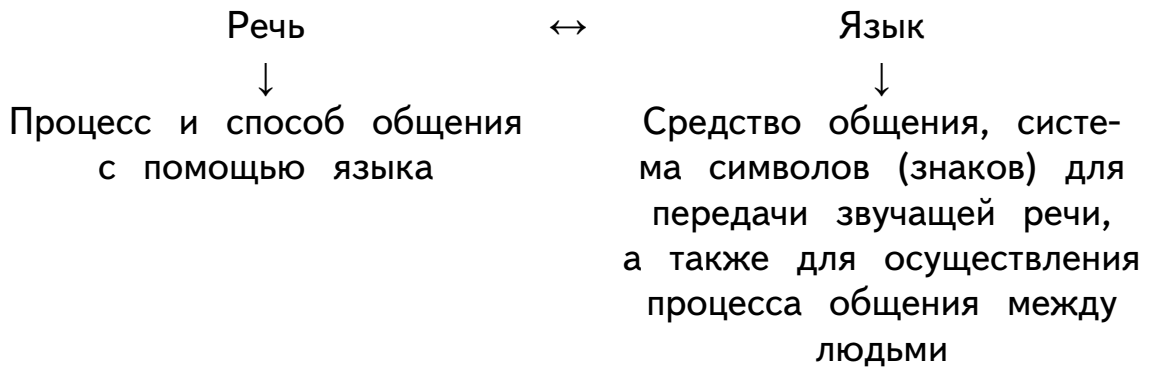 Речь ↔ Язык
↓ ↓
Процесс и способ общения
с помощью языка
Средство общения, систе-
ма символов (знаков) для
передачи звучащей речи,
а также для осуществления
процесса общения между
людьми